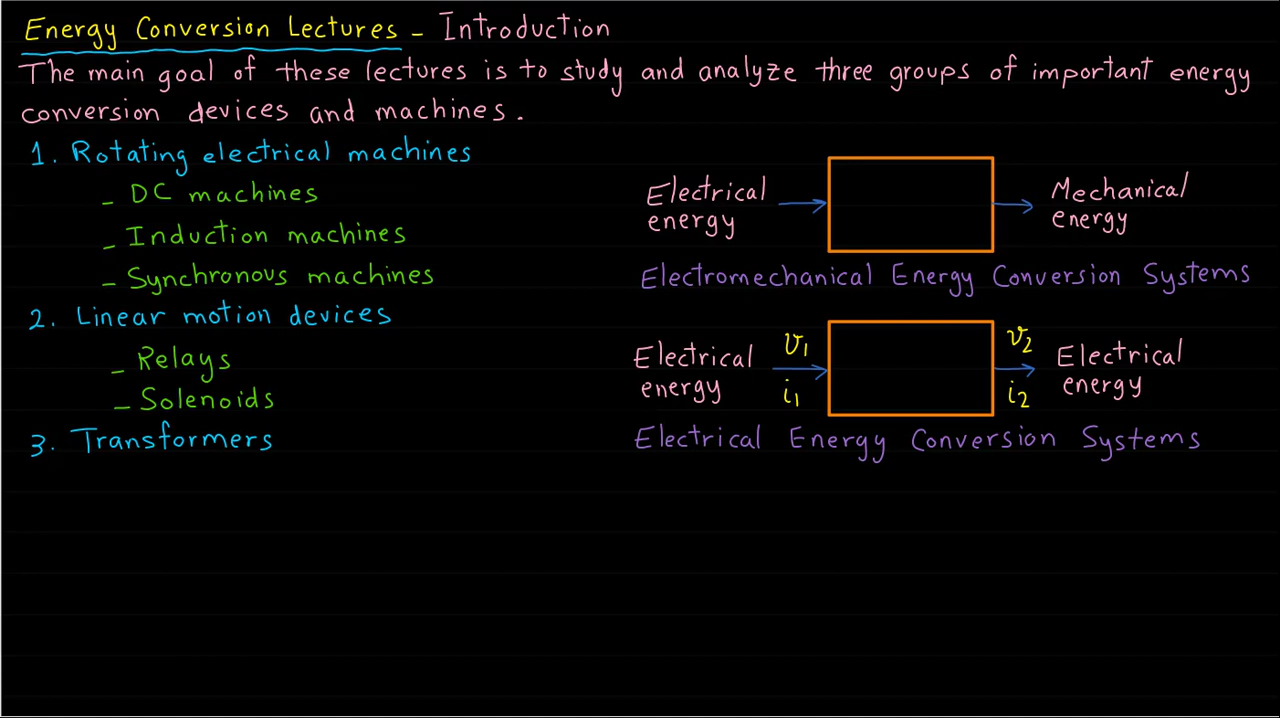 Energy Conversion Lectures - Introduction
The main goal of these lectures is to study and analyze three groups of important energy
conversion devices and machines.
1. Rotating electrical machines
- DC machines
- Induction machines
- Synchronous machines
2. Linear motion devices
- Relays
- Solenoids
3. Transformers
Electrical
energy
Mechanical
energy
Electromechanical Energy Conversion Systems
Electrical
energy
v1
i1
v2
i2
Electrical
energy
Electrical Energy Conversion Systems